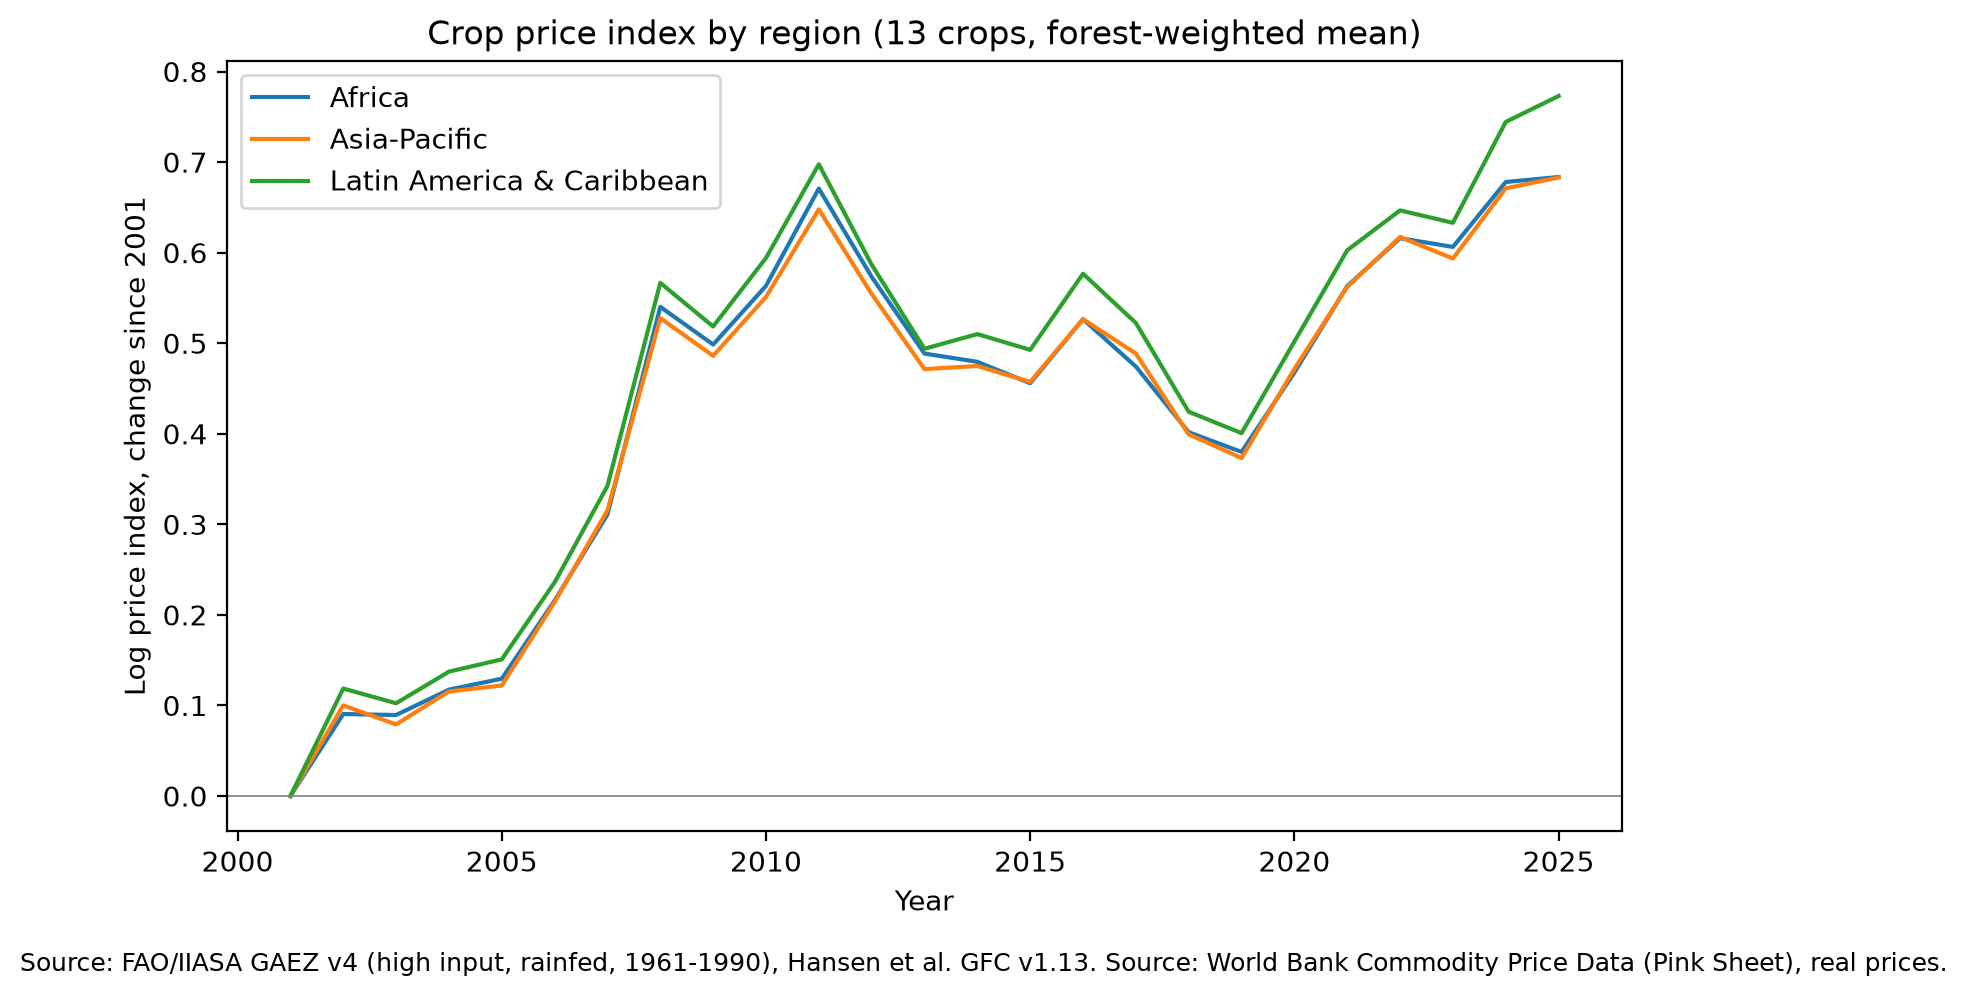 Crop price index by region (13 crops, forest-weighted mean)
Africa
Asia-Pacific
Latin America & Caribbean
Log price index, change since 2001
0.8
0.7
0.6
0.5
0.4
0.3
0.2
0.1
0.0
2000
2005
2010
2015
2020
2025
Year
Source: FAO/IIASA GAEZ v4 (high input, rainfed, 1961-1990), Hansen et al. GFC v1.13. Source: World Bank Commodity Price Data (Pink Sheet), real prices.